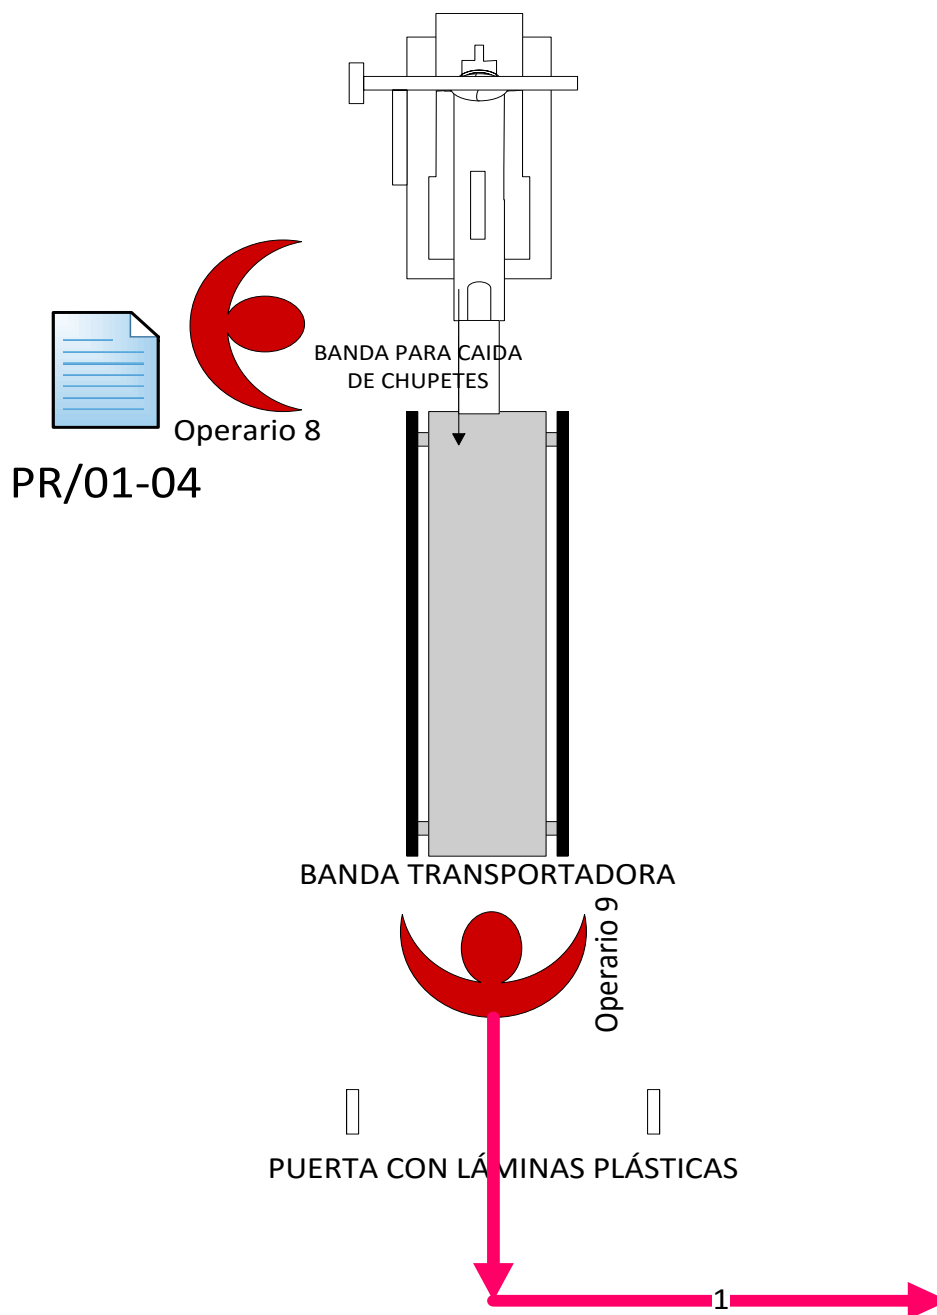 BANDA PARA CAIDA
DE CHUPETES
Operario 8
PR/01-04
BANDA TRANSPORTADORA
Operario 9
PUERTA CON LÁMINAS PLÁSTICAS
1